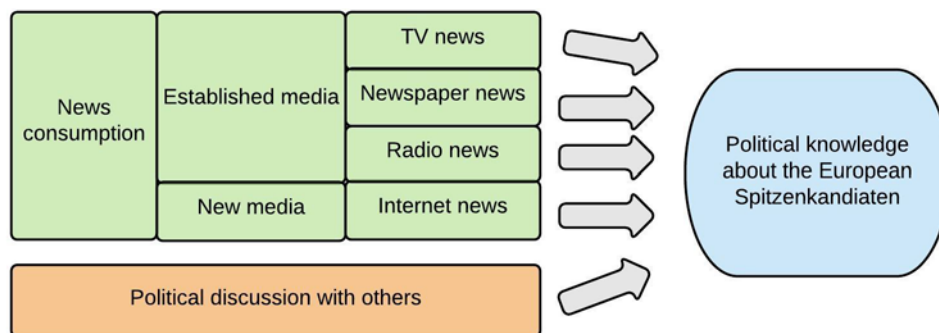 News
consumption
Established media
New media
TV news
Newspaper news
Radio news
Internet news
Political discussion with others
Political knowledge
about the European
Spitzenkandiaten